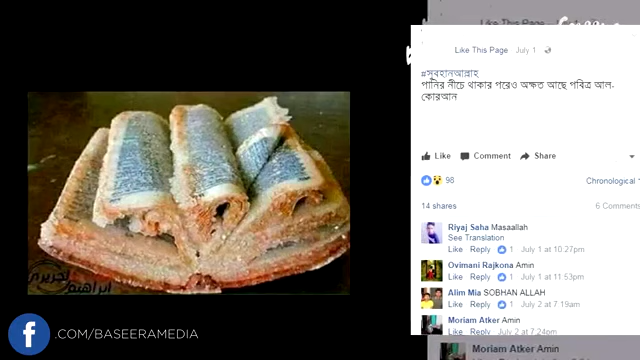 Like This Page
Like This Page July 1
#সুবহানআল্লাহ
পানির নীচে থাকার পরেও অক্ষত আছে পবিত্র আল-
কোরআন
Like Comment Share
98 Chronological
14 shares 6 Comments
Riyaj Saha Masaallah
See Translation
Like Reply 1 July 1 at 10:27pm
Ovimani Rajkona Amin
Like Reply 1 July 1 at 11:53pm
Alim Mia SOBHAN ALLAH
Like Reply 1 July 2 at 7:19am
Moriam Atker Amin
Like Reply July 2 at 7:24pm
Moriam Atker Amin
f .COM/BASEERAMEDIA